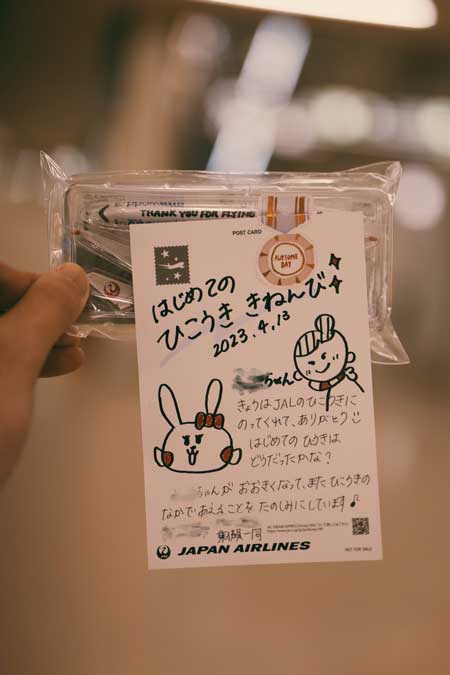 THANK YOU FOR FLYING
POST CARD
AWESOME
DAY
はじめての
ひこうき きねんび
2023.4.13
ちゃん
きょうは JALのひこうきに
のってくれて、ありがとう
はじめての ひこうきは
どうだったかな?
ちゃんが おおきくなって、また ひこうきの
なかで あえることを たのしみにしています♪
乗務員一同
JAPAN AIRLINES
NOT FOR SALE